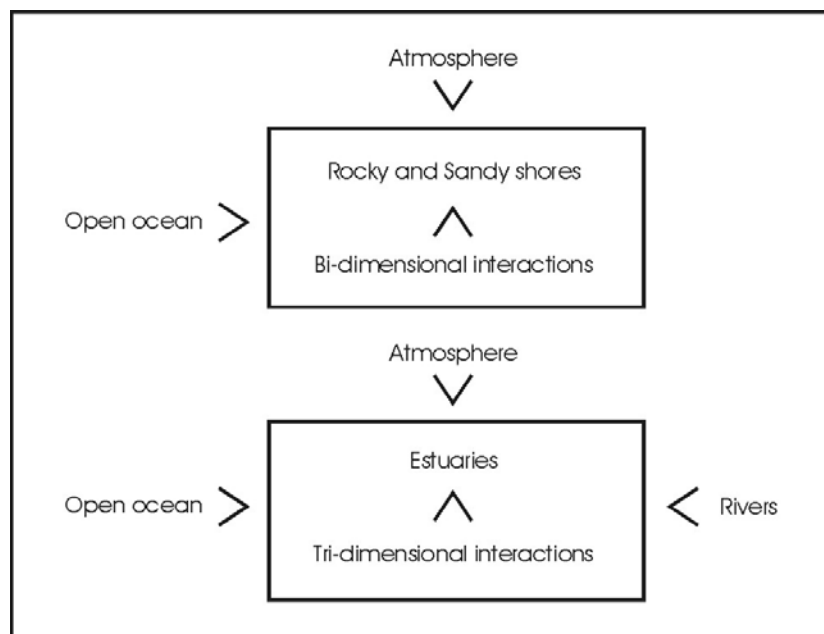 Atmosphere
Rocky and Sandy shores
Open ocean
Bi-dimensional interactions
Atmosphere
Estuaries
Open ocean
Rivers
Tri-dimensional interactions